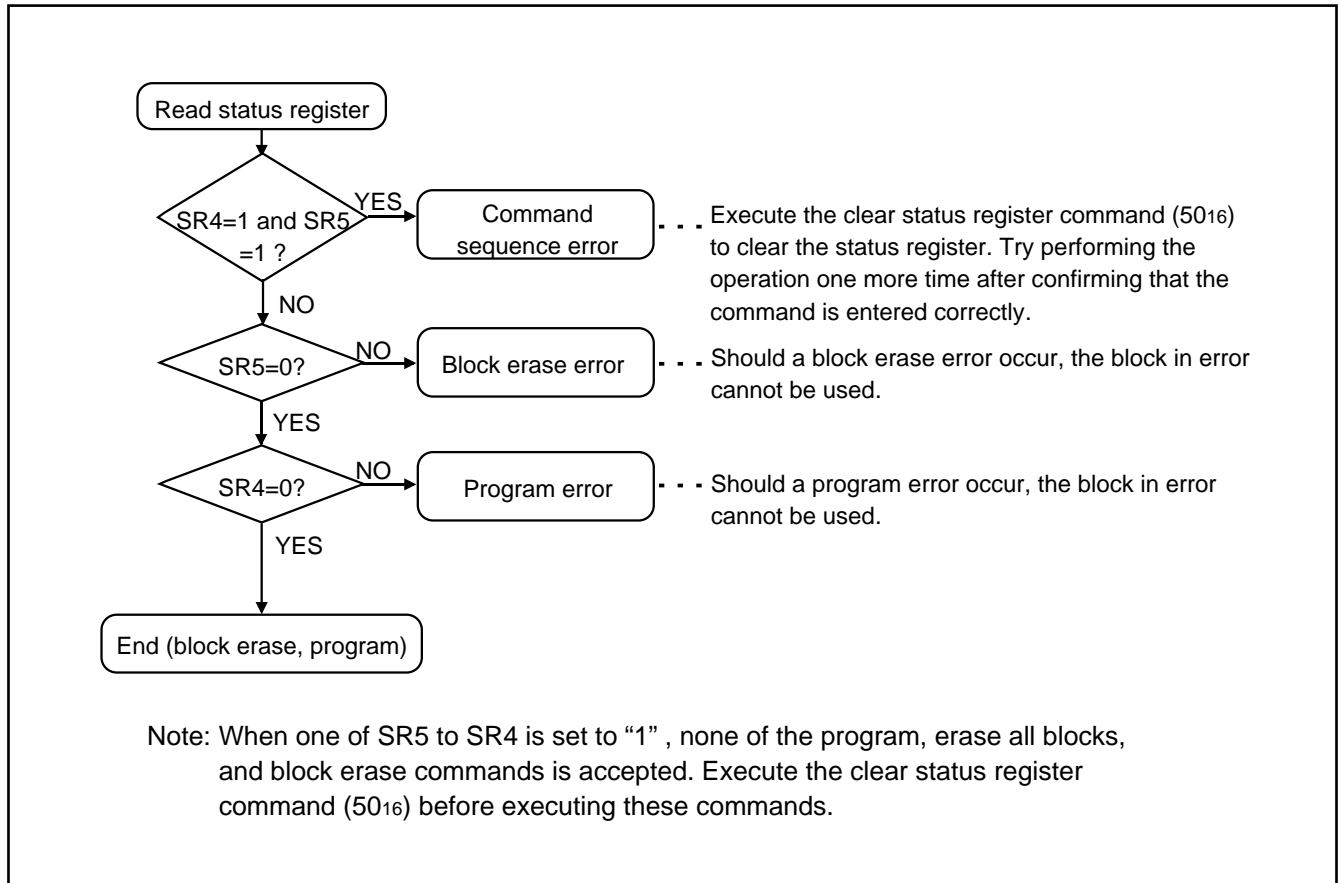 Read status register
YES
SR4=1 and SR5
=1 ?
Command
sequence error
Execute the clear status register command (5016)
to clear the status register. Try performing the
operation one more time after confirming that the
command is entered correctly.
NO
SR5=0?
NO
Block erase error
Should a block erase error occur, the block in error
cannot be used.
YES
SR4=0?
NO
Program error
Should a program error occur, the block in error
cannot be used.
YES
End (block erase, program)
Note: When one of SR5 to SR4 is set to “1” , none of the program, erase all blocks,
and block erase commands is accepted. Execute the clear status register
command (5016) before executing these commands.